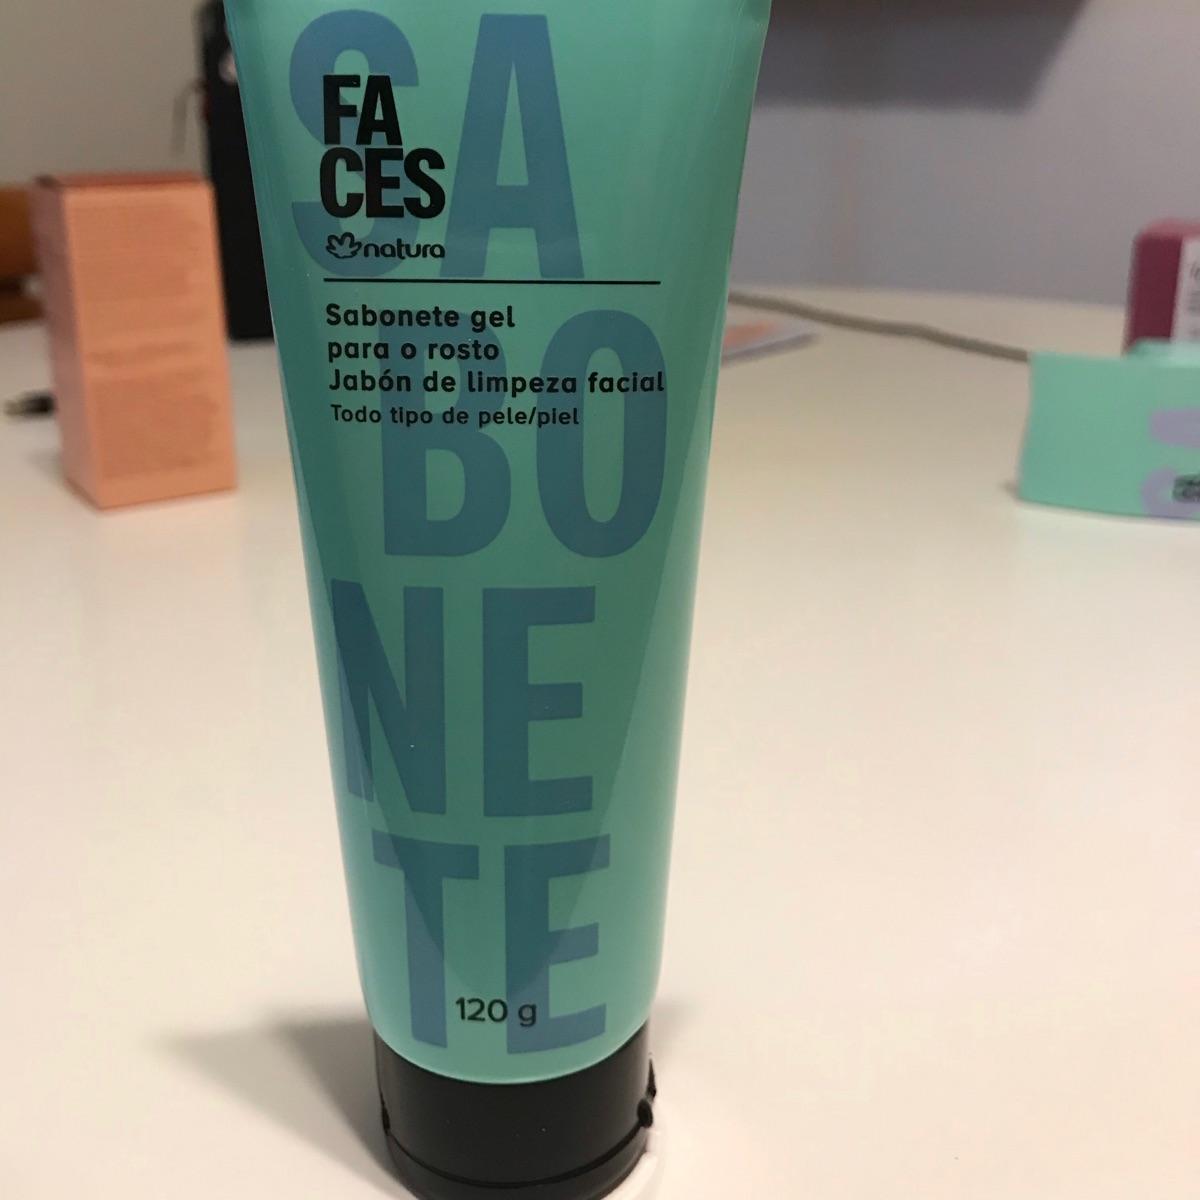 SA
BO
NE
TE
FA
CES
natura
Sabonete gel
para o rosto
Jabón de limpeza facial
Todo tipo de pele/piel
120 g